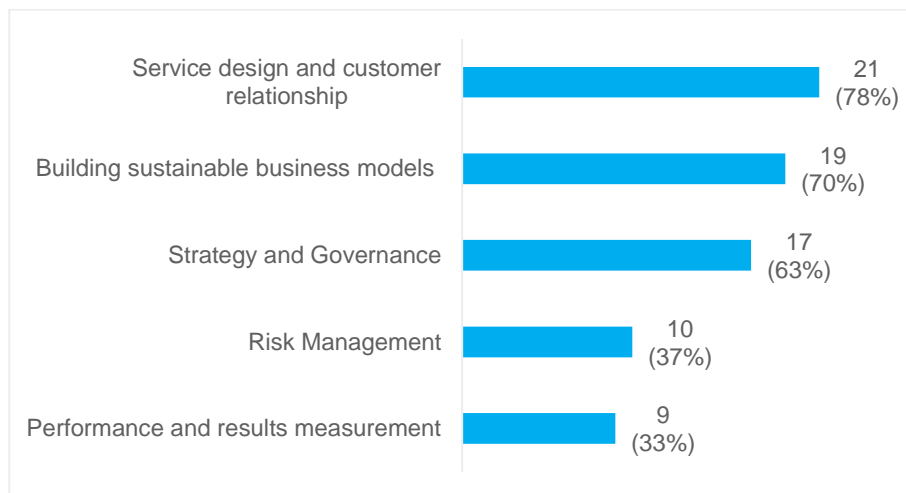 Service design and customer
relationship
21
(78%)
Building sustainable business models
19
(70%)
Strategy and Governance
17
(63%)
Risk Management
10
(37%)
Performance and results measurement
9
(33%)